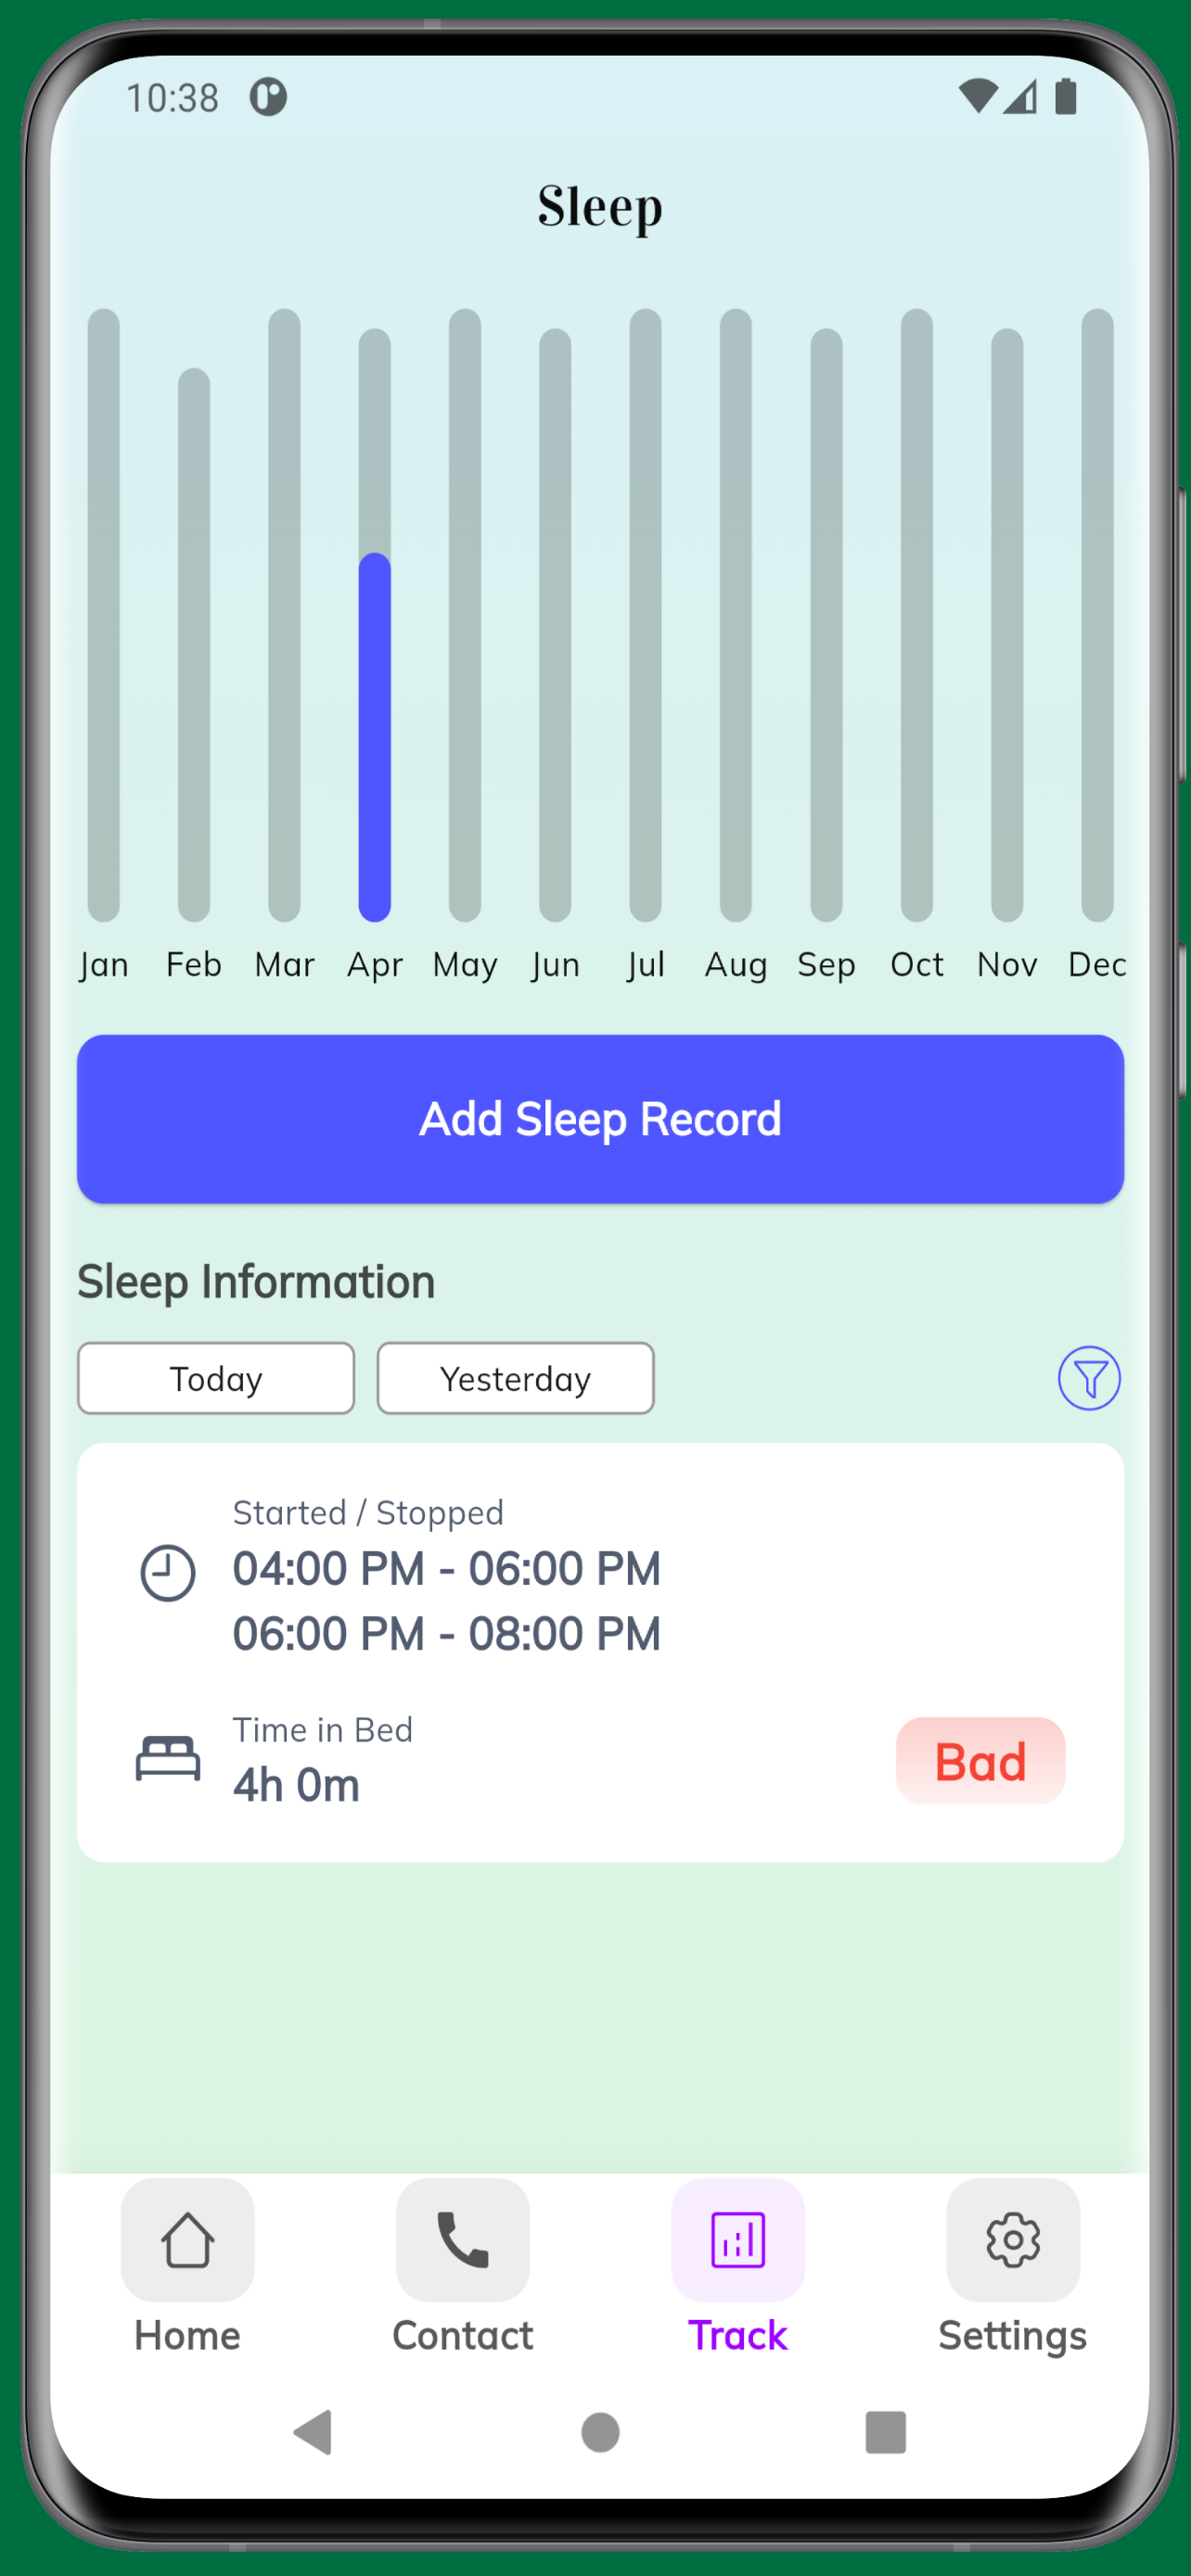 10:38
Sleep
Jan Feb Mar Apr May Jun Jul Aug Sep Oct Nov Dec
Add Sleep Record
Sleep Information
Today Yesterday
Started / Stopped
04:00 PM - 06:00 PM
06:00 PM - 08:00 PM
Time in Bed
4h 0m
Bad
Home Contact Track Settings